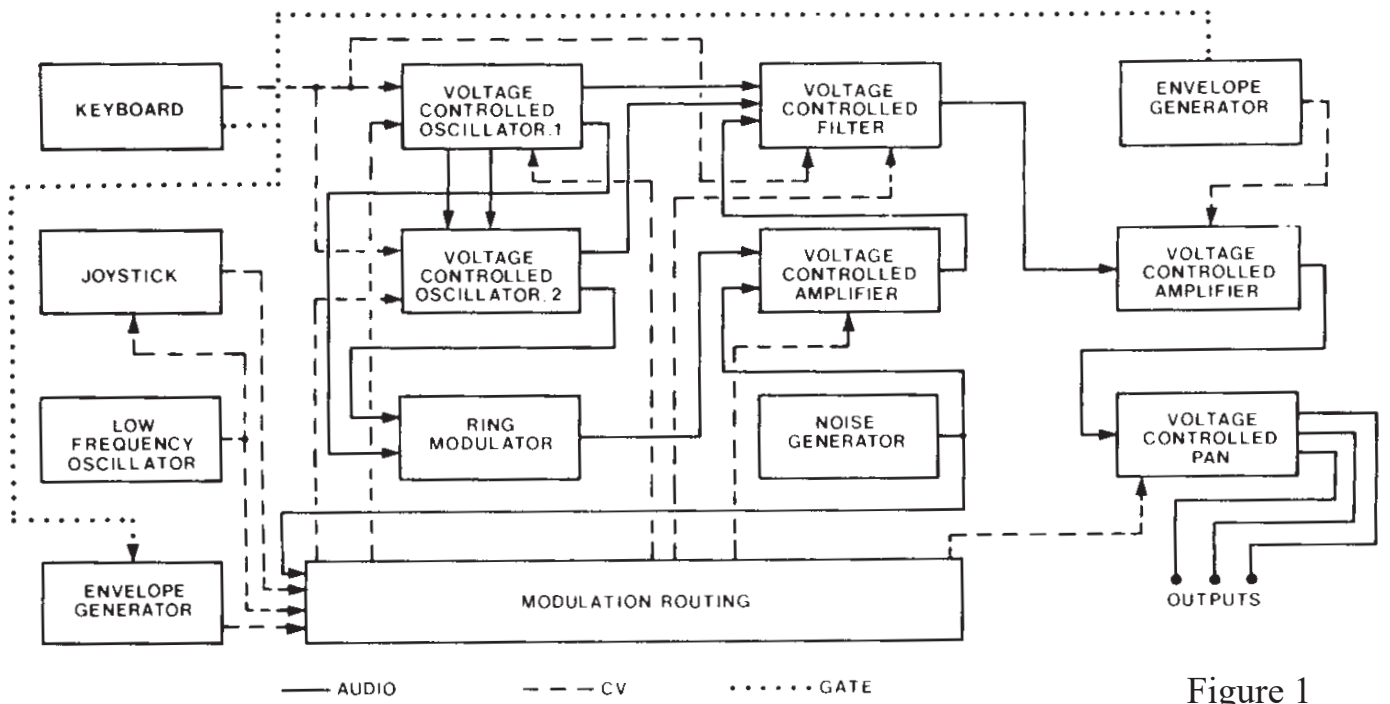 KEYBOARD
VOLTAGE
CONTROLLED
OSCILLATOR.1
VOLTAGE
CONTROLLED
FILTER
ENVELOPE
GENERATOR
JOYSTICK
VOLTAGE
CONTROLLED
OSCILLATOR.2
VOLTAGE
CONTROLLED
AMPLIFIER
VOLTAGE
CONTROLLED
AMPLIFIER
LOW
FREQUENCY
OSCILLATOR
RING
MODULATOR
NOISE
GENERATOR
VOLTAGE
CONTROLLED
PAN
ENVELOPE
GENERATOR
MODULATION ROUTING
OUTPUTS
AUDIO
CV
GATE
Figure 1